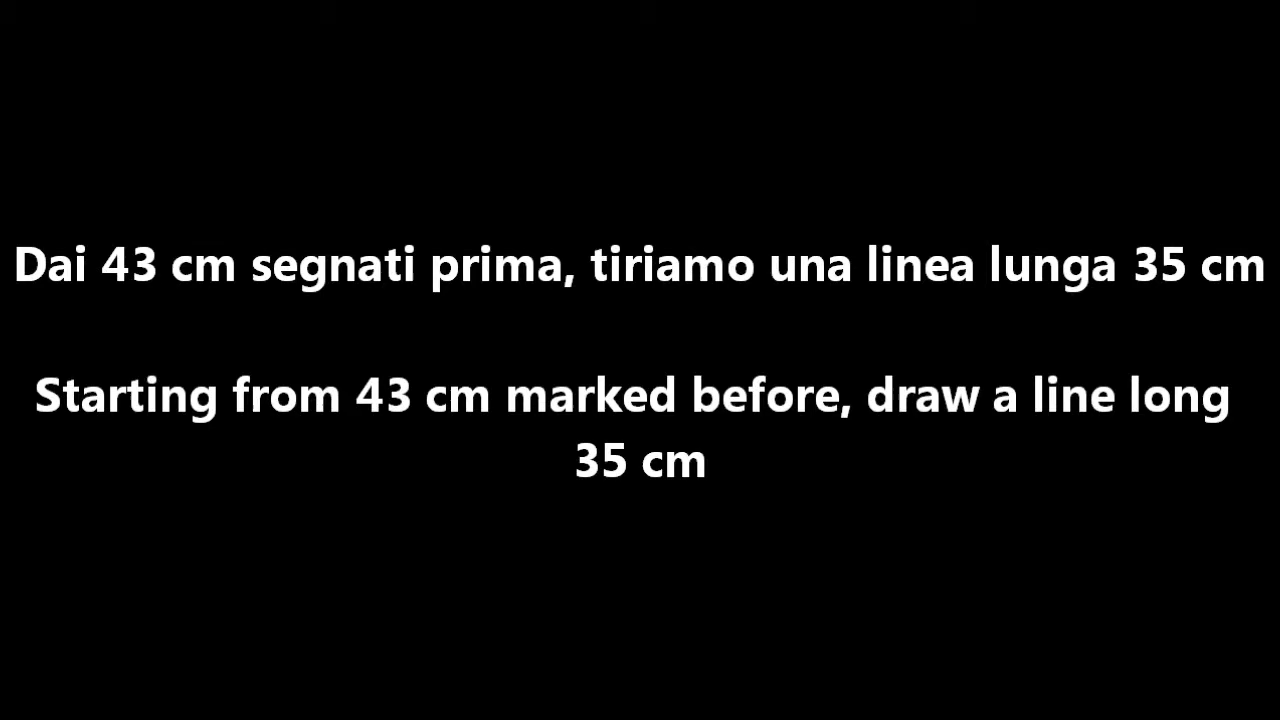 Dai 43 cm segnati prima, tiriamo una linea lunga 35 cm
Starting from 43 cm marked before, draw a line long
35 cm